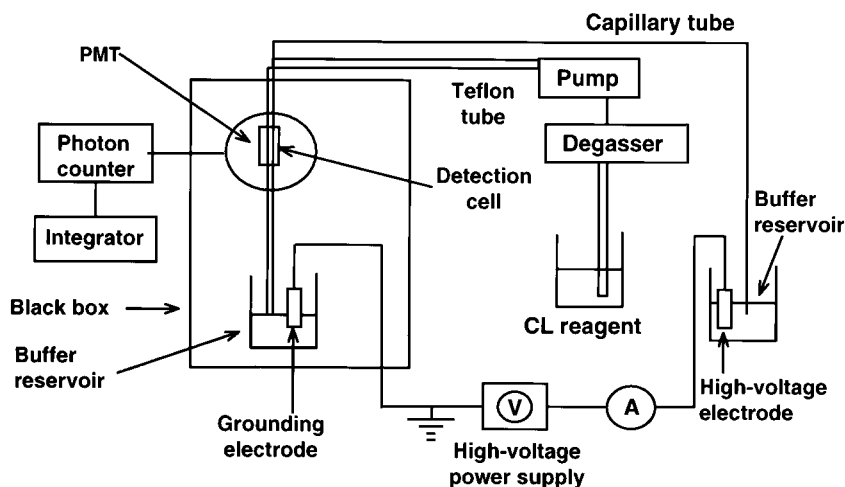 Capillary tube
PMT
Pump
Teflon
tube
Photon
counter
Degasser
Detection
cell
Buffer
reservoir
Integrator
Black box
CL reagent
Buffer
reservoir
High-voltage
electrode
V
A
Grounding
electrode
High-voltage
power supply